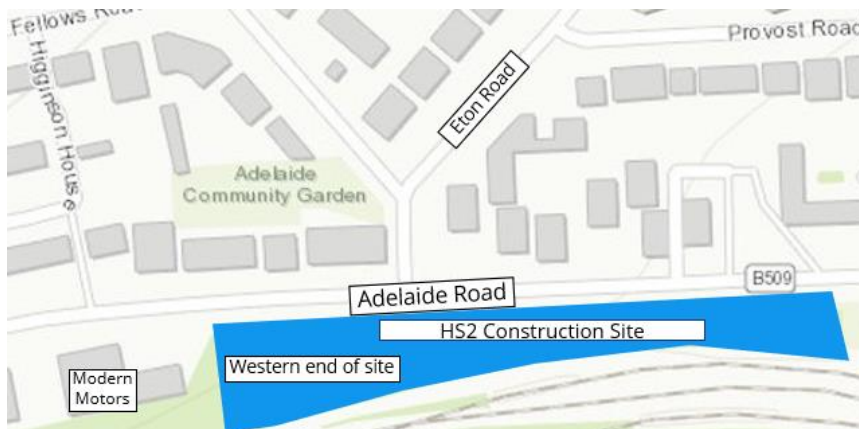 Fellows Road
Provost Road
Higginson House
Eton Road
Adelaide
Community Garden
B509
Adelaide Road
HS2 Construction Site
Western end of site
Modern
Motors